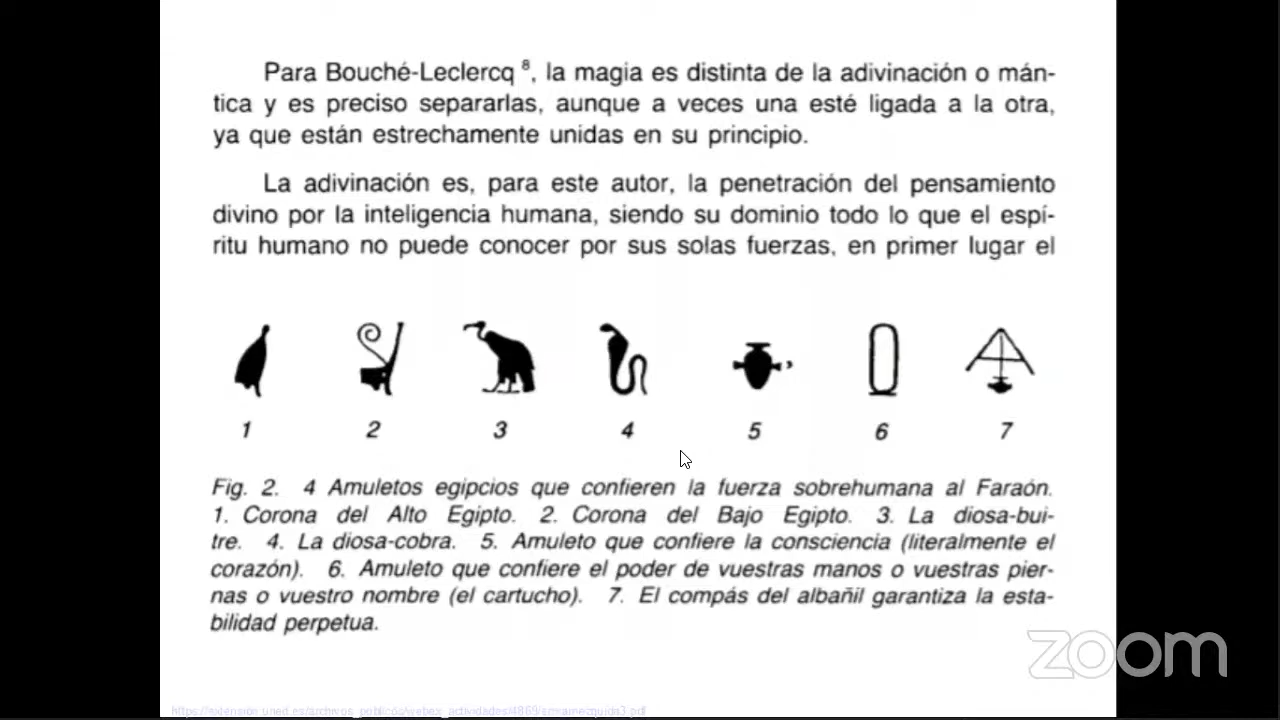 Para Bouché-Leclercq ⁸, la magia es distinta de la adivinación o mán-
tica y es preciso separarlas, aunque a veces una esté ligada a la otra,
ya que están estrechamente unidas en su principio.
La adivinación es, para este autor, la penetración del pensamiento
divino por la inteligencia humana, siendo su dominio todo lo que el espí-
ritu humano no puede conocer por sus solas fuerzas, en primer lugar el
1 2 3 4 5 6 7
Fig. 2. 4 Amuletos egipcios que confieren la fuerza sobrehumana al Faraón.
1. Corona del Alto Egipto. 2. Corona del Bajo Egipto. 3. La diosa-bui-
tre. 4. La diosa-cobra. 5. Amuleto que confiere la consciencia (literalmente el
corazón). 6. Amuleto que confiere el poder de vuestras manos o vuestras pier-
nas o vuestro nombre (el cartucho). 7. El compás del albañil garantiza la esta-
bilidad perpetua.
zoom